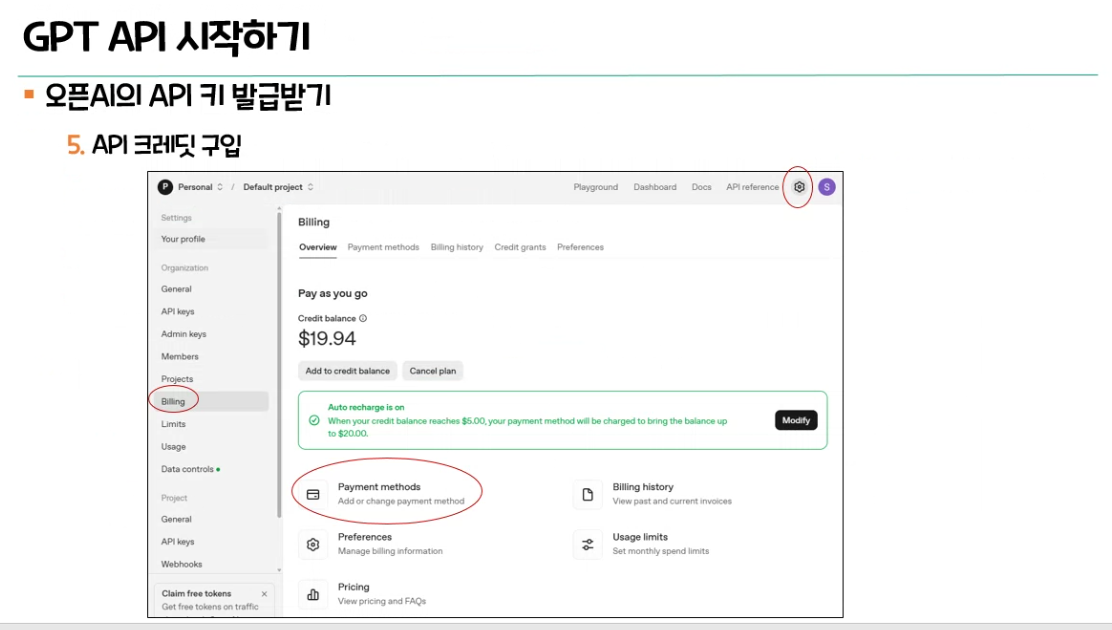 GPT API 시작하기
오픈AI의 API 키 발급받기
5. API 크레딧 구입
P Personal / Default project Playground Dashboard Docs API reference S
Settings
Your profile
Organization
General
API keys
Admin keys
Members
Projects
Billing
Limits
Usage
Data controls
Project
General
API keys
Webhooks
Claim free tokens ×
Get free tokens on traffic
Billing
Overview Payment methods Billing history Credit grants Preferences
Pay as you go
Credit balance
$19.94
Add to credit balance Cancel plan
Auto recharge is on
When your credit balance reaches $5.00, your payment method will be charged to bring the balance up
to $20.00.
Modify
Payment methods
Add or change payment method
Billing history
View past and current invoices
Preferences
Manage billing information
Usage limits
Set monthly spend limits
Pricing
View pricing and FAQs